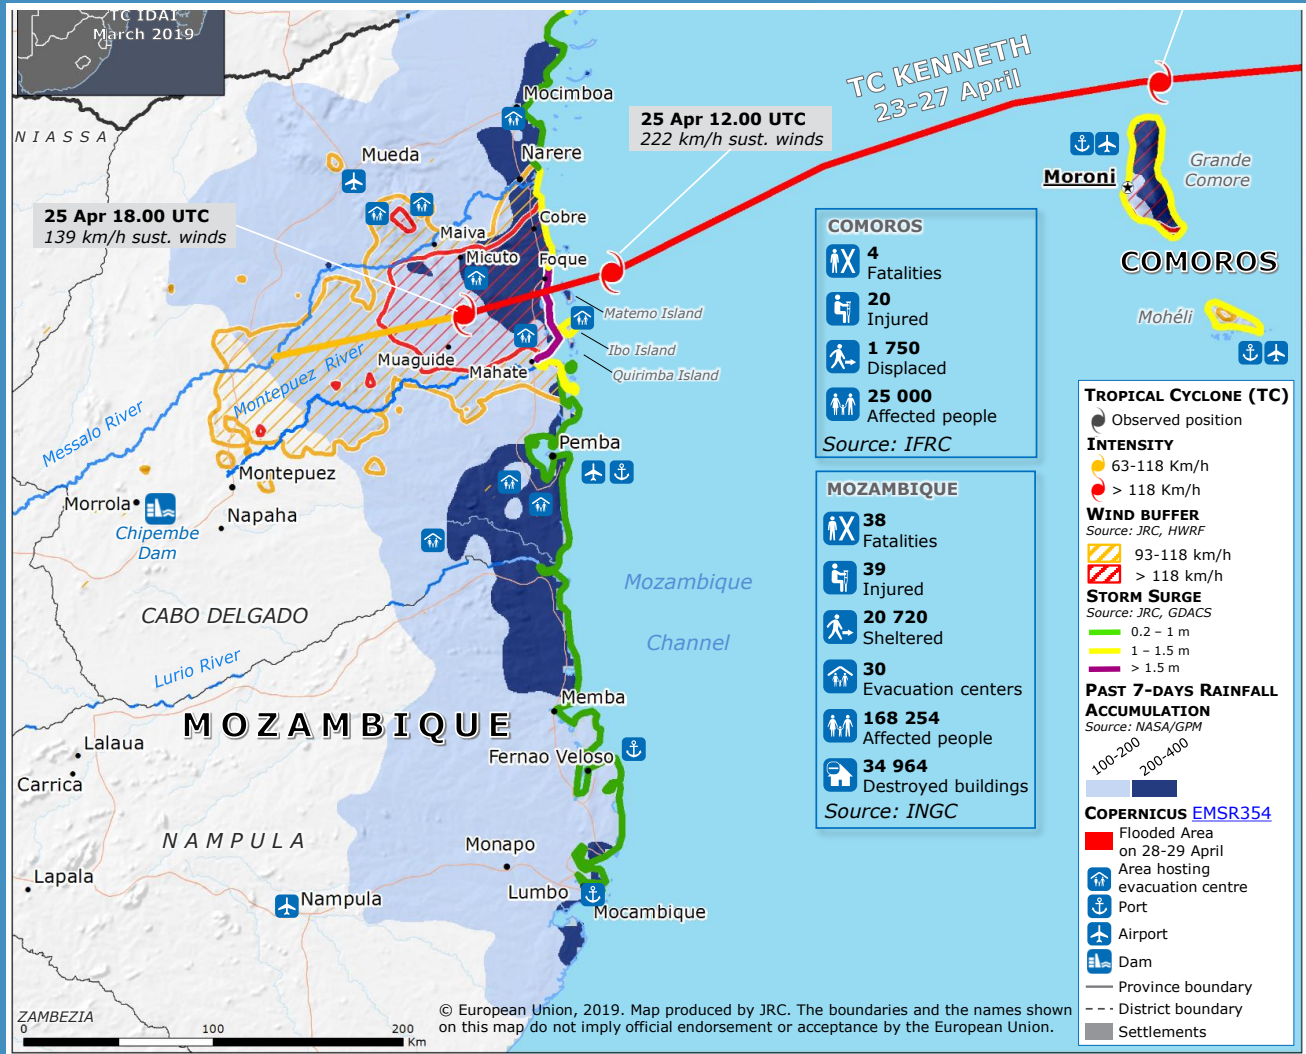 TC IDAI
March 2019
NIASSA
Mueda
Mocimboa
Narere
TC KENNETH
23-27 April
25 Apr 12.00 UTC
222 km/h sust. winds
25 Apr 18.00 UTC
139 km/h sust. winds
Maiva
Cobre
Micuto
Foque
Matemo Island
Ibo Island
Quirimba Island
Muaguide
Mahate
Montepuez River
Messalo River
Montepuez
Morrola
Napaha
Chipembe
Dam
Pemba
CABO DELGADO
Lurio River
Mozambique
Channel
MOZAMBIQUE
Memba
Fernao Veloso
Lalaua
Carrica
NAMPULA
Monapo
Lapala
Nampula
Lumbo
Mocambique
ZAMBEZIA
0 100 200
Km
Moroni
Grande
Comore
COMOROS
Mohéli
COMOROS
4
Fatalities
20
Injured
1 750
Displaced
25 000
Affected people
Source: IFRC
MOZAMBIQUE
38
Fatalities
39
Injured
20 720
Sheltered
30
Evacuation centers
168 254
Affected people
34 964
Destroyed buildings
Source: INGC
TROPICAL CYCLONE (TC)
Observed position
INTENSITY
63-118 Km/h
> 118 Km/h
WIND BUFFER
Source: JRC, HWRF
93-118 km/h
> 118 km/h
STORM SURGE
Source: JRC, GDACS
0.2 – 1 m
1 – 1.5 m
> 1.5 m
PAST 7-DAYS RAINFALL
ACCUMULATION
Source: NASA/GPM
100-200
200-400
COPERNICUS EMSR354
Flooded Area
on 28-29 April
Area hosting
evacuation centre
Port
Airport
Dam
Province boundary
District boundary
Settlements
© European Union, 2019. Map produced by JRC. The boundaries and the names shown
on this map do not imply official endorsement or acceptance by the European Union.